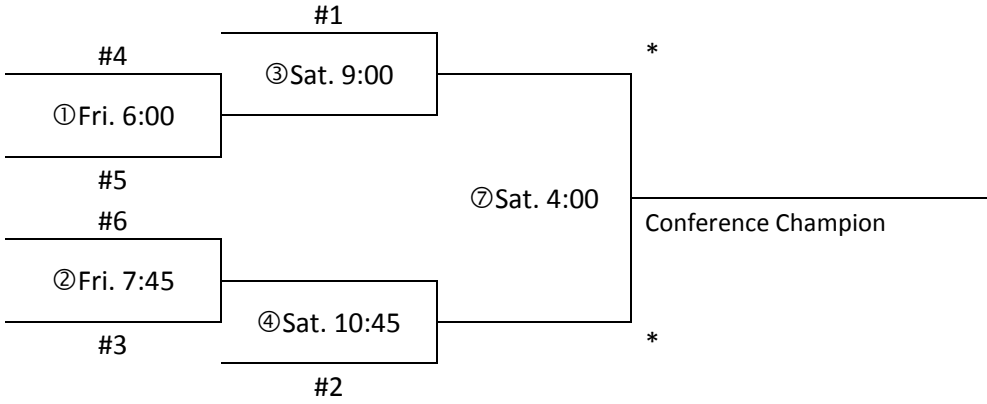 #1
*
#4
③Sat. 9:00
①Fri. 6:00
#5
⑦Sat. 4:00
#6
Conference Champion
②Fri. 7:45
④Sat. 10:45
#3
*
#2